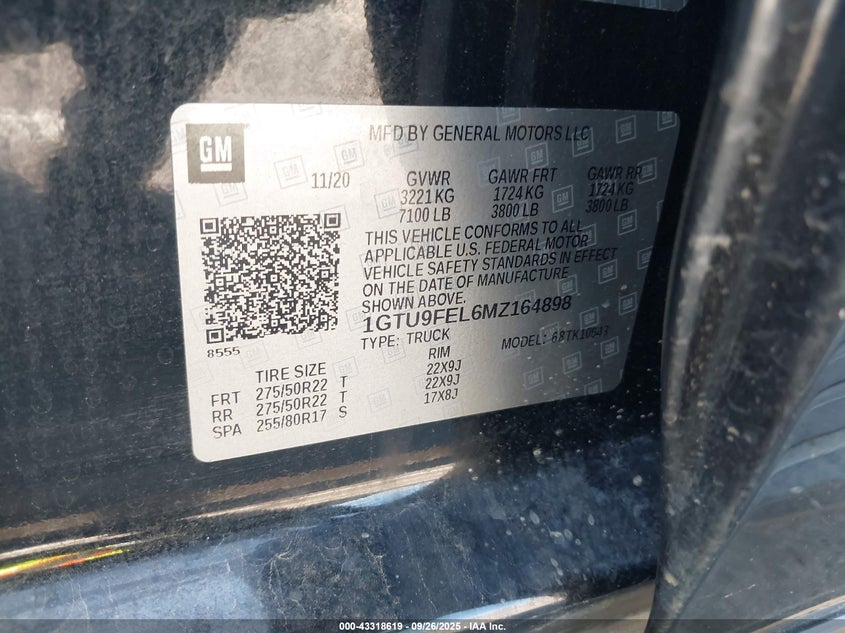 GM
MFD BY GENERAL MOTORS LLC
11/20
GVWR GAWR FRT GAWR RR
3221 KG 1724 KG 1724 KG
7100 LB 3800 LB 3800 LB
THIS VEHICLE CONFORMS TO ALL
APPLICABLE U.S. FEDERAL MOTOR
VEHICLE SAFETY STANDARDS IN EFFECT
ON THE DATE OF MANUFACTURE
SHOWN ABOVE.
1GTU9FEL6MZ164898
8555
TYPE: TRUCK MODEL:
TIRE SIZE RIM
FRT 275/50R22 T 22X9J
RR 275/50R22 T 22X9J
SPA 255/80R17 S 17X8J
000-43318619 - 09/26/2025 - IAA Inc.